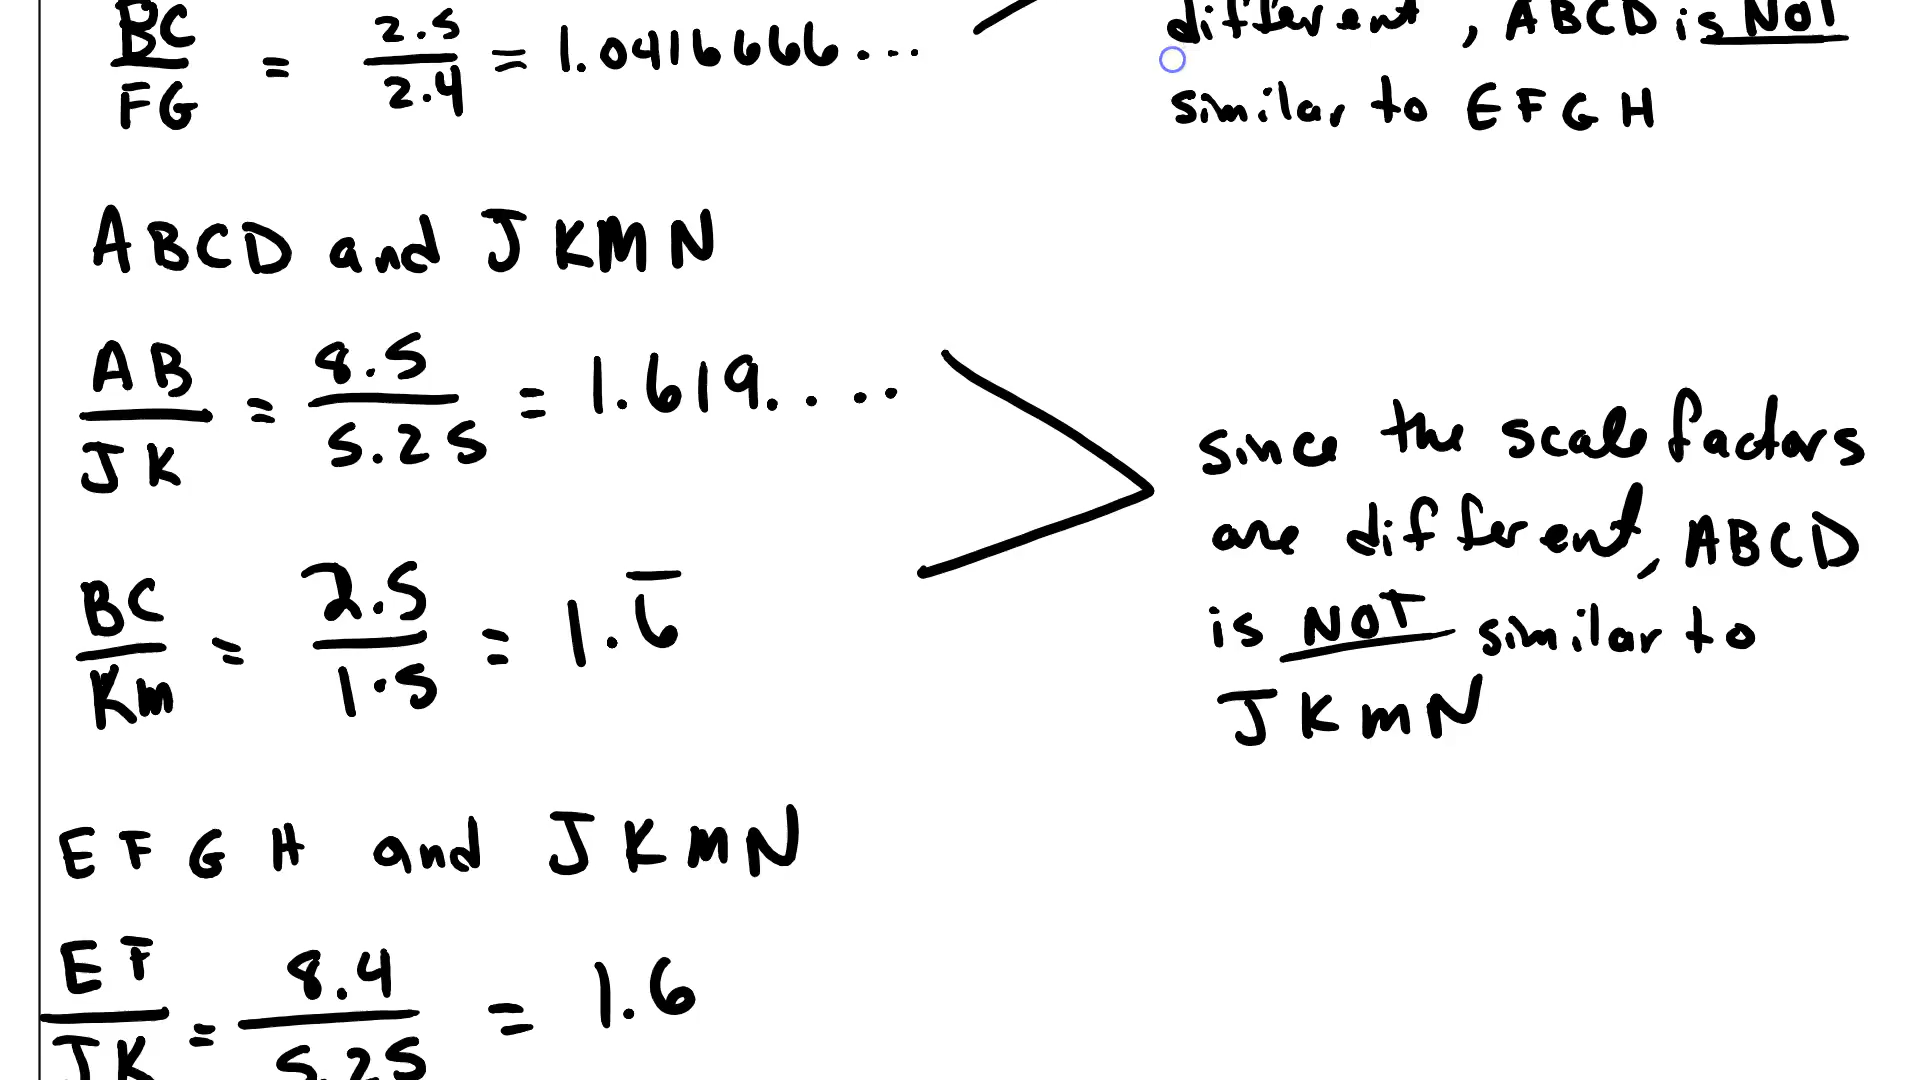 BC/FG = 2.5/2.4 = 1.0416666...
different, ABCD is NOT
similar to EFGH
ABCD and JKMN
AB/JK = 8.5/5.25 = 1.619....
since the scale factors
are different, ABCD
is NOT similar to
JKMN
BC/KM = 2.5/1.5 = 1.6̅
EFGH and JKMN
EF/JK = 8.4/5.25 = 1.6